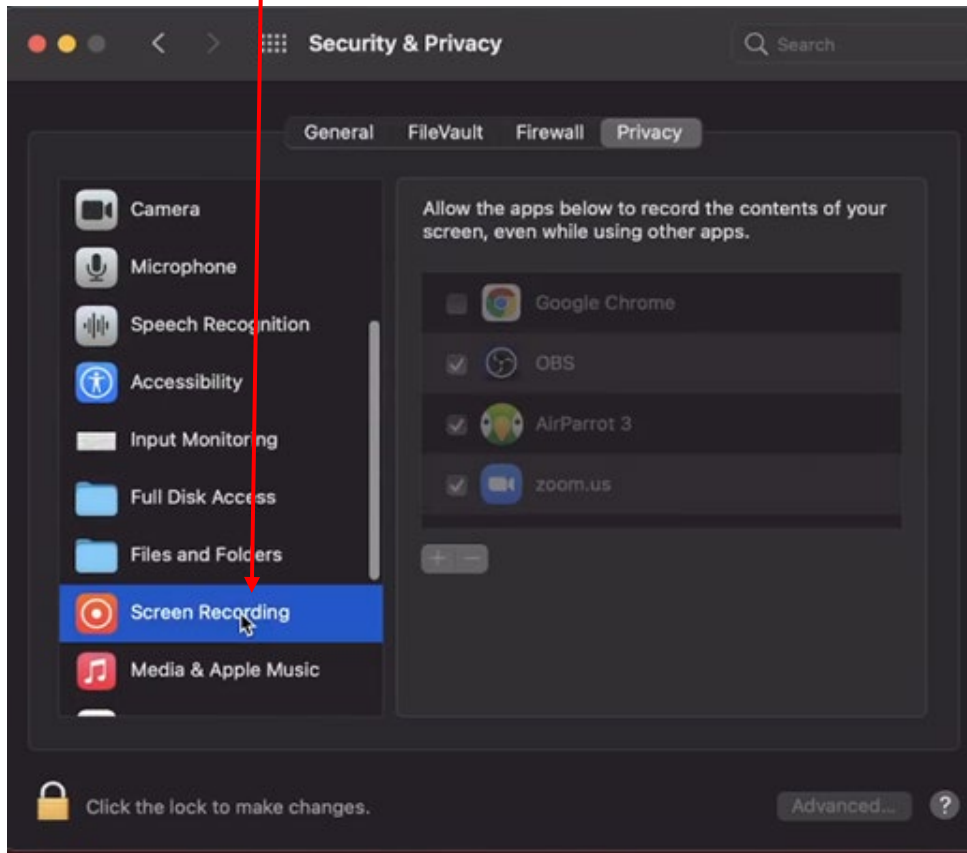 Security & Privacy
Search
General FileVault Firewall Privacy
Camera
Microphone
Speech Recognition
Accessibility
Input Monitoring
Full Disk Access
Files and Folders
Screen Recording
Media & Apple Music
Allow the apps below to record the contents of your
screen, even while using other apps.
Google Chrome
OBS
AirParrot 3
zoom.us
+ −
Click the lock to make changes.
Advanced...
?